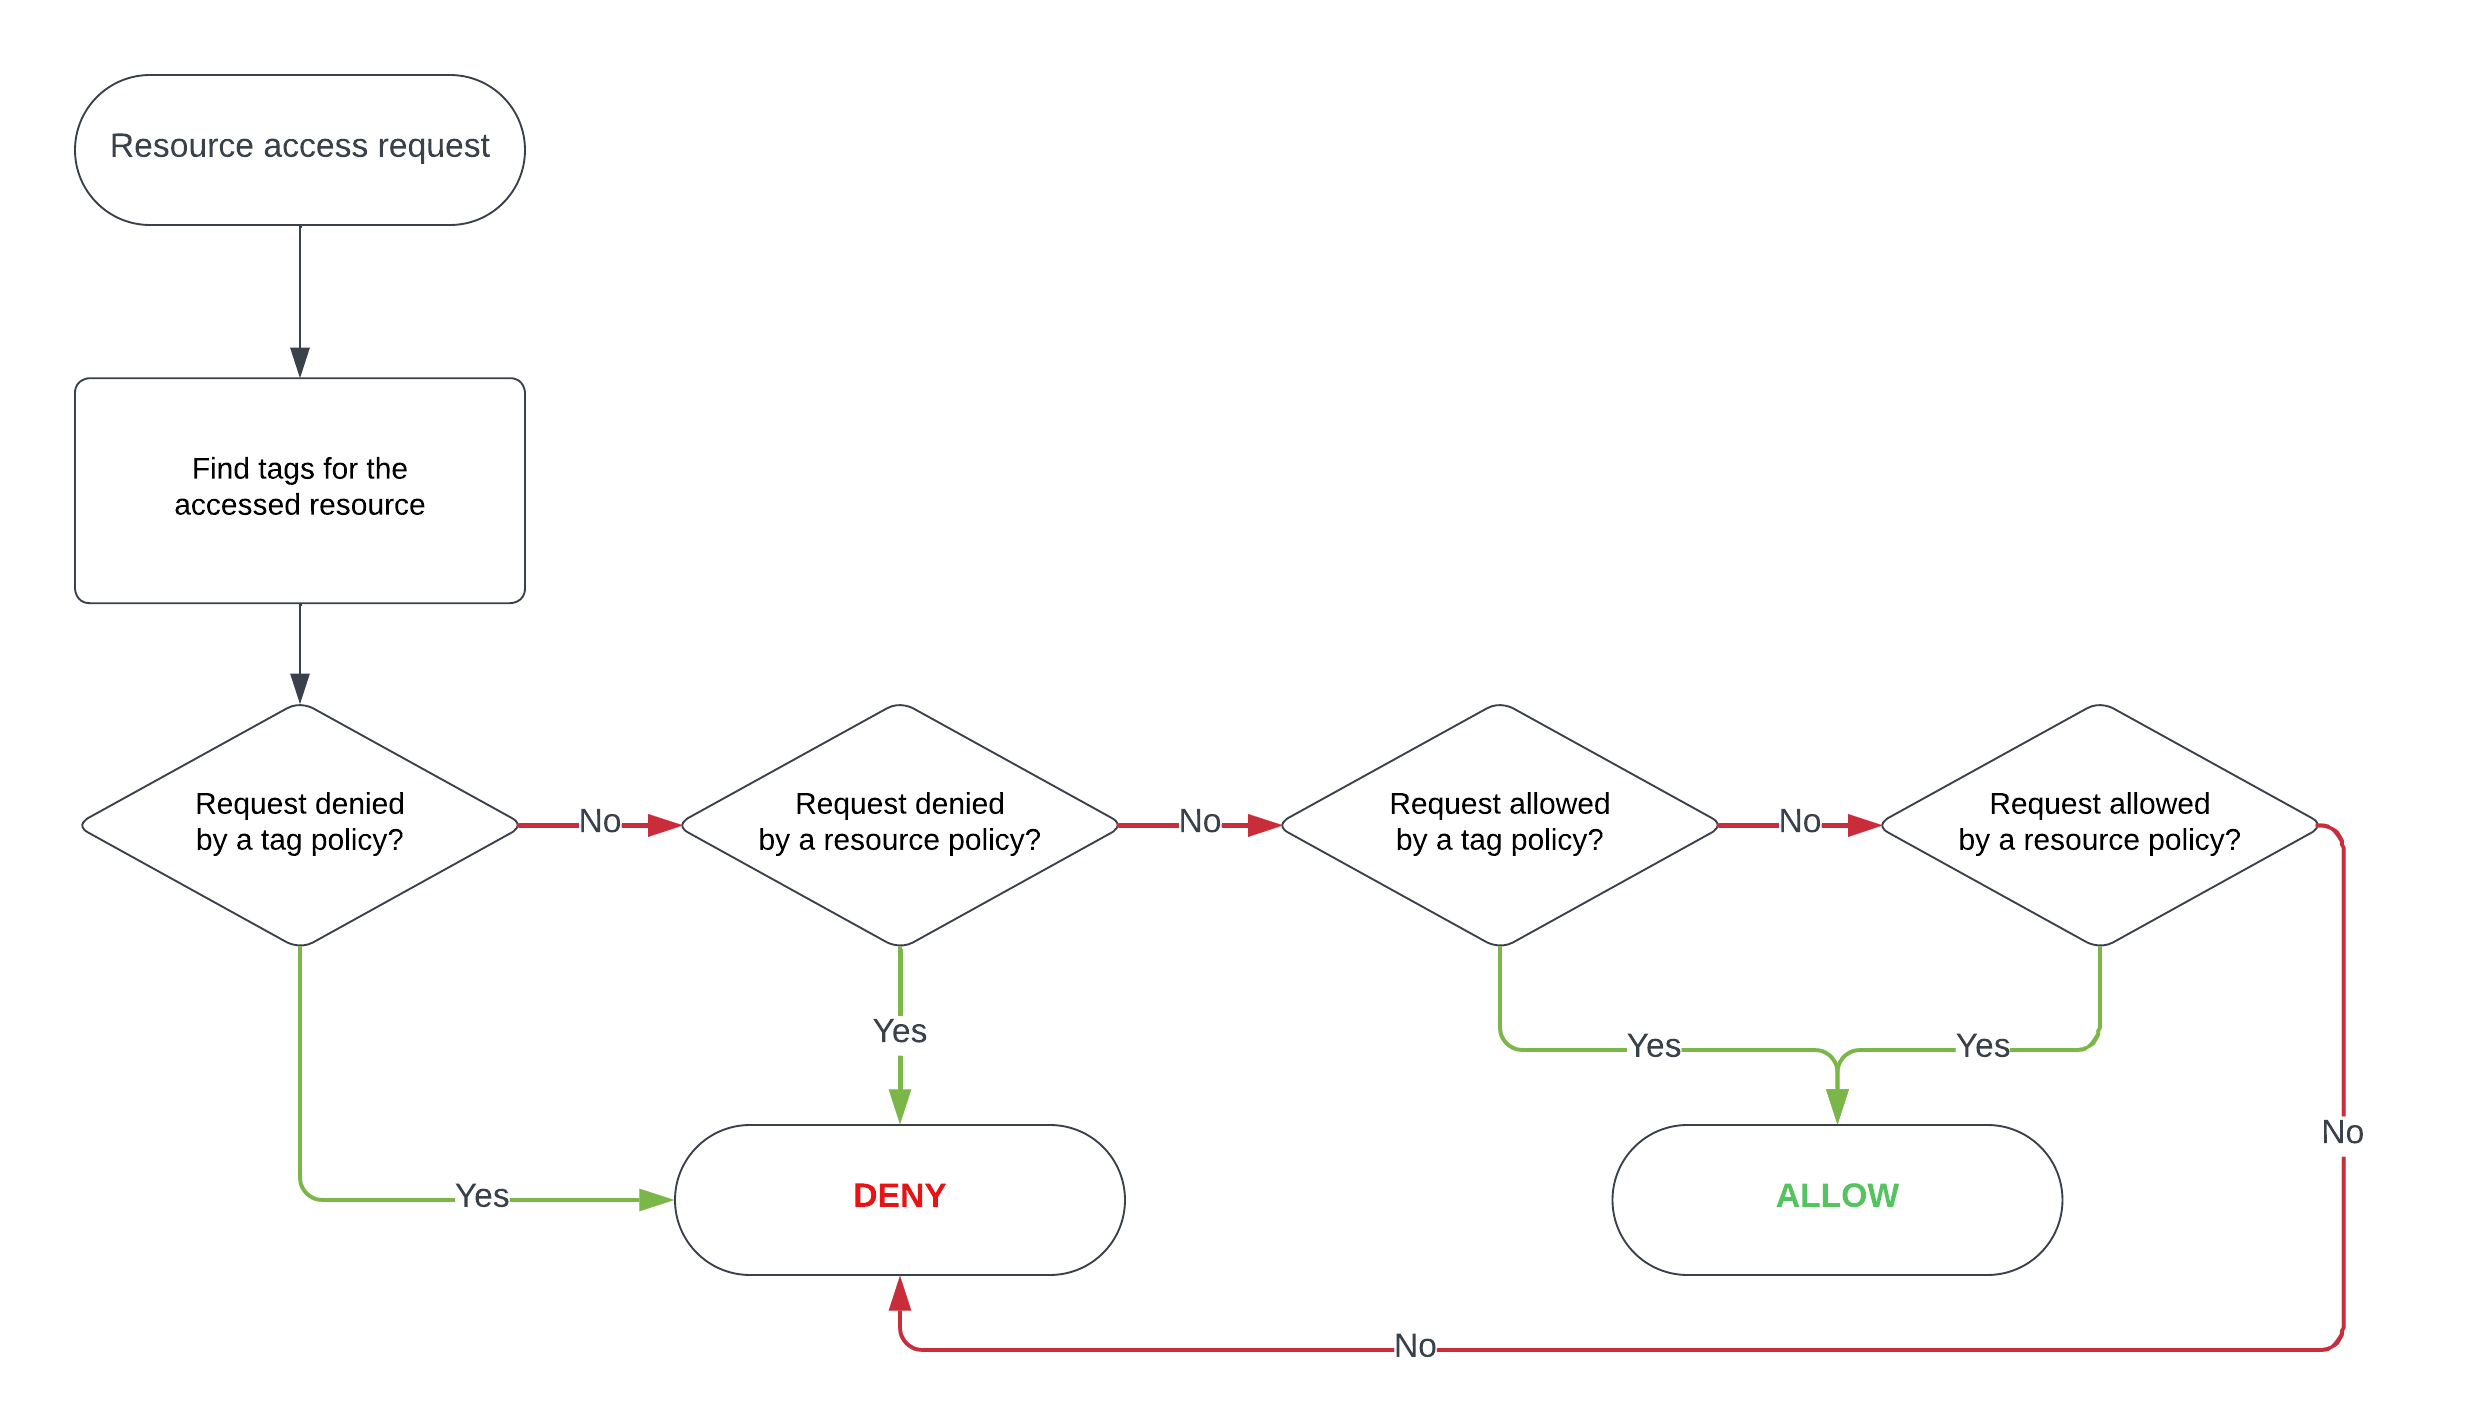 Resource access request
Find tags for the
accessed resource
Request denied
by a tag policy?
No
Request denied
by a resource policy?
No
Request allowed
by a tag policy?
No
Request allowed
by a resource policy?
Yes
Yes
Yes
Yes
No
DENY
ALLOW
No